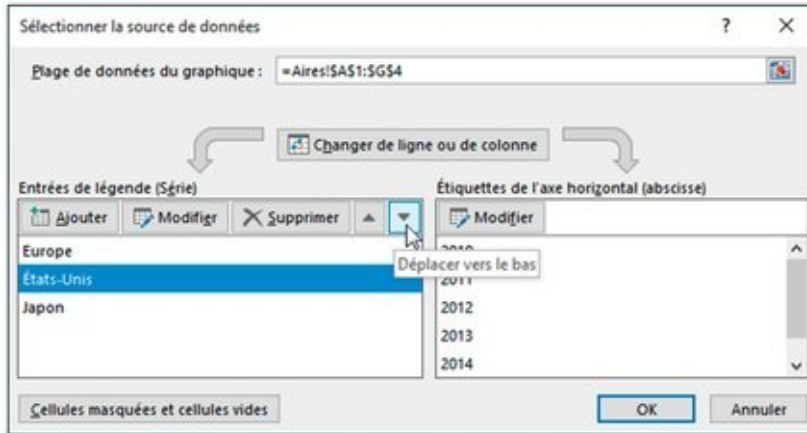 Sélectionner la source de données
?
Plage de données du graphique :
=Aires!$A$1:$G$4
Changer de ligne ou de colonne
Entrées de légende (Série)
Ajouter
Modifier
Supprimer
Europe
États-Unis
Japon
Étiquettes de l'axe horizontal (abscisse)
Modifier
2010
Déplacer vers le bas
2011
2012
2013
2014
Cellules masquées et cellules vides
OK
Annuler